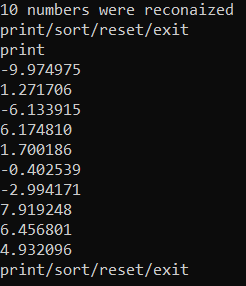 10 numbers were reconaized
print/sort/reset/exit
print
-9.974975
1.271706
-6.133915
6.174810
1.700186
-0.402539
-2.994171
7.919248
6.456801
4.932096
print/sort/reset/exit